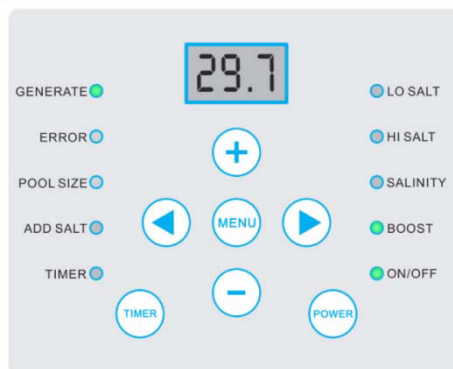 29.7
GENERATE
LO SALT
ERROR
HI SALT
+
POOL SIZE
SALINITY
ADD SALT
MENU
BOOST
TIMER
ON/OFF
−
TIMER
POWER